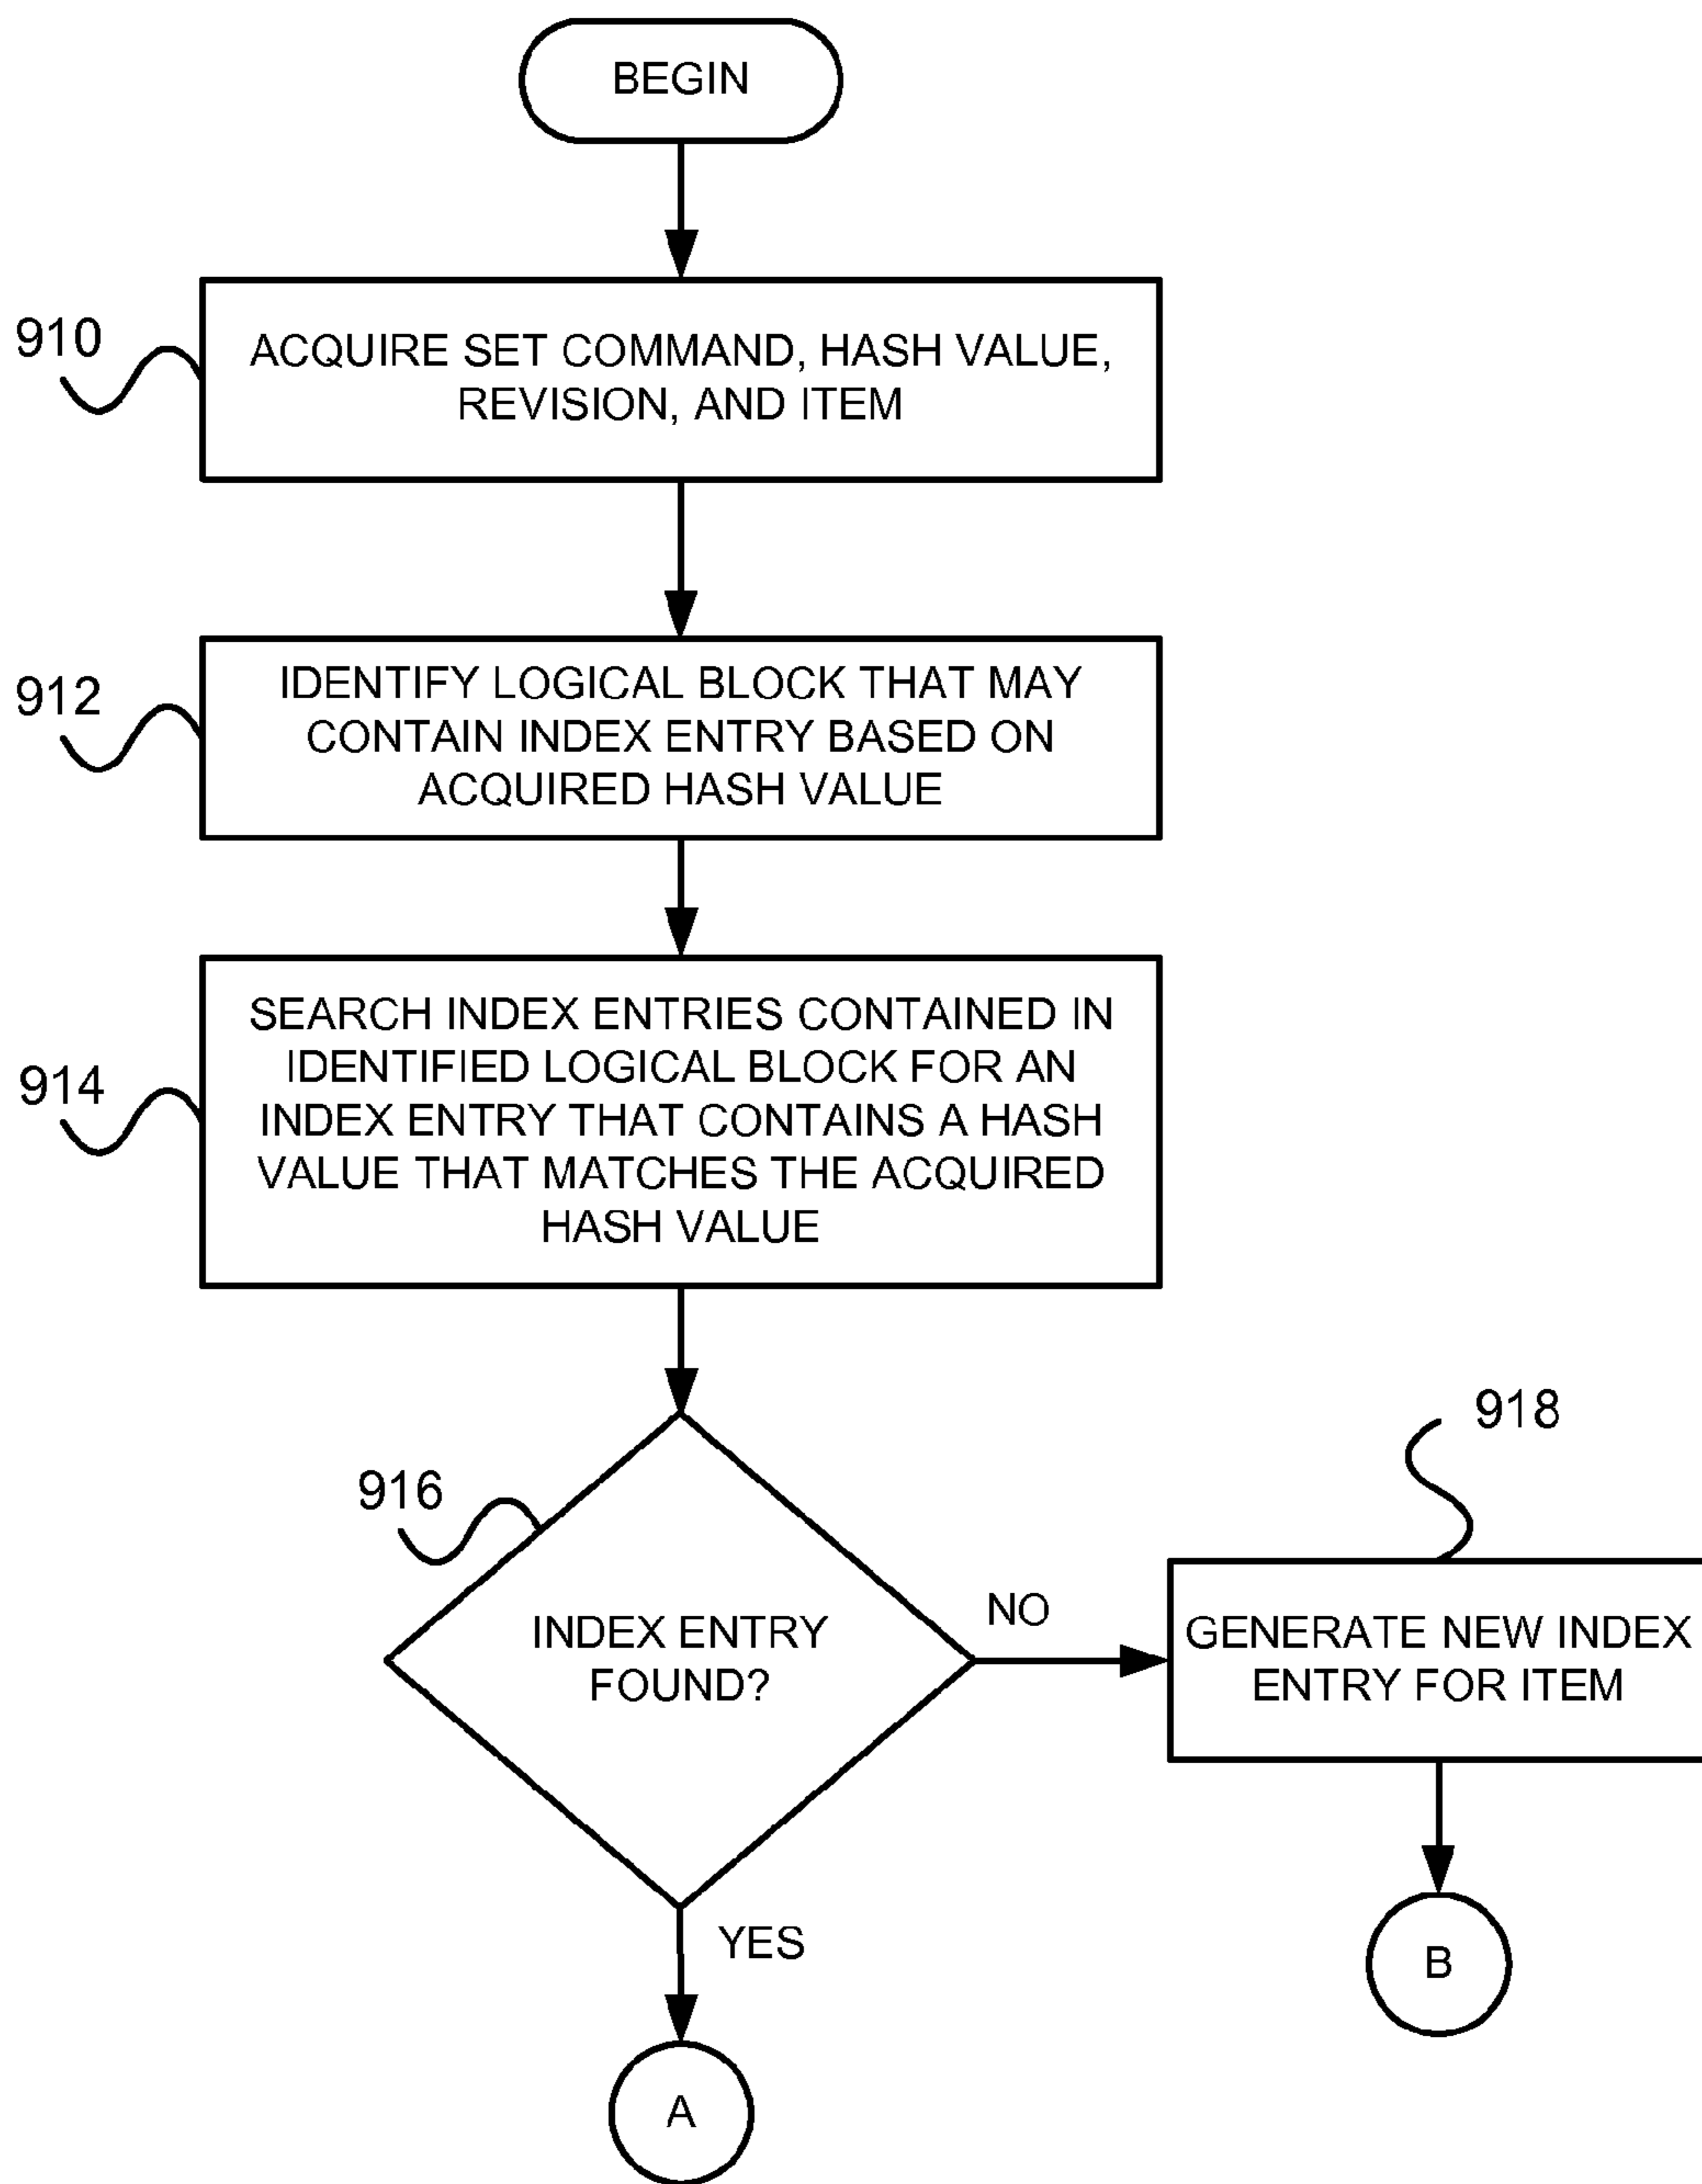 BEGIN
910
ACQUIRE SET COMMAND, HASH VALUE,
REVISION, AND ITEM
912
IDENTIFY LOGICAL BLOCK THAT MAY
CONTAIN INDEX ENTRY BASED ON
ACQUIRED HASH VALUE
914
SEARCH INDEX ENTRIES CONTAINED IN
IDENTIFIED LOGICAL BLOCK FOR AN
INDEX ENTRY THAT CONTAINS A HASH
VALUE THAT MATCHES THE ACQUIRED
HASH VALUE
916
INDEX ENTRY
FOUND?
NO
918
GENERATE NEW INDEX
ENTRY FOR ITEM
YES
B
A